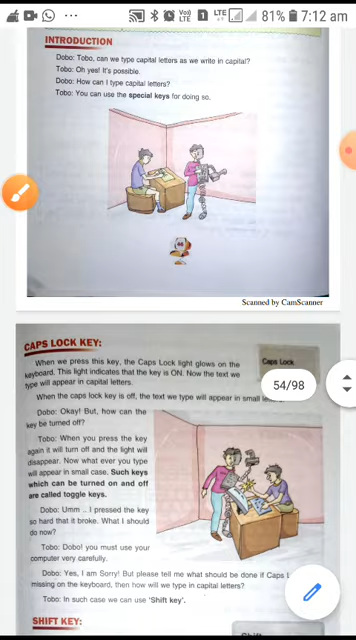 Vo))
LTE
1
LTE
81%
7:12 am
INTRODUCTION
Dobo: Tobo, can we type capital letters as we write in capital?
Tobo: Oh yes! It's possible.
Dobo: How can I type capital letters?
Tobo: You can use the special keys for doing so.
Scanned by CamScanner
CAPS LOCK KEY:
When we press this key, the Caps Lock light glows on the
keyboard. This light indicates that the key is ON. Now the text we
type will appear in capital letters.
Caps Lock
54/98
When the caps lock key is off, the text we type will appear in small
Dobo: Okay! But, how can the
key be turned off?
Tobo: When you press the key
again it will turn off and the light will
disappear. Now what ever you type
will appear in small case. Such keys
which can be turned on and off
are called toggle keys.
Dobo: Umm .. I pressed the key
so hard that it broke. What I should
do now?
Tobo: Dobo! you must use your
computer very carefully.
Dobo: Yes, I am Sorry! But please tell me what should be done if Caps
missing on the keyboard, then how will we type in capital letters?
Tobo: In such case we can use 'Shift key'.
SHIFT KEY: